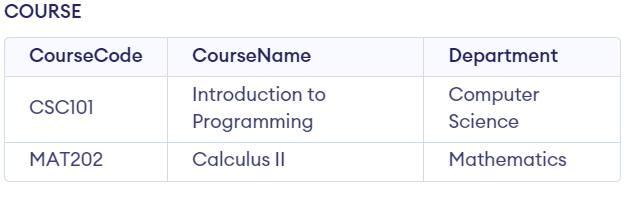 COURSE
CourseCode CourseName Department
CSC101 Introduction to Programming Computer Science
MAT202 Calculus II Mathematics